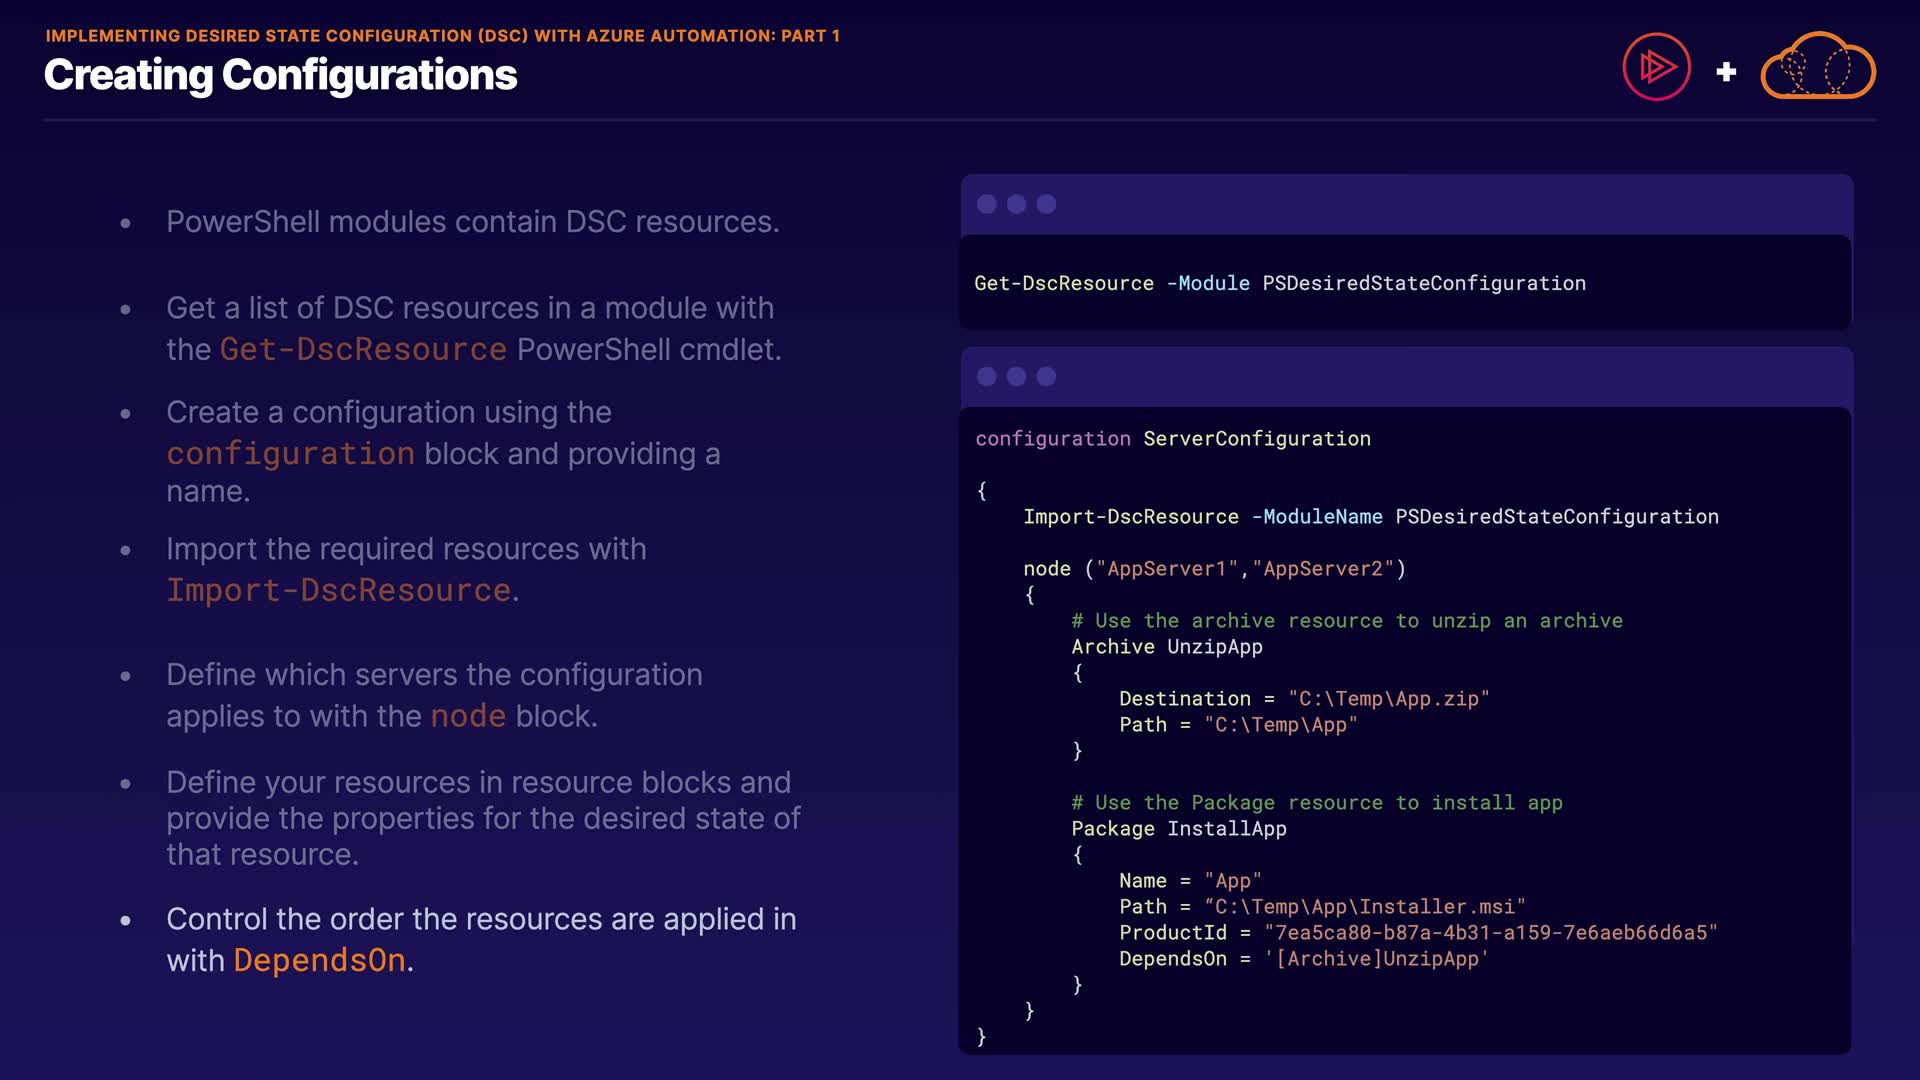 IMPLEMENTING DESIRED STATE CONFIGURATION (DSC) WITH AZURE AUTOMATION: PART 1
Creating Configurations
• PowerShell modules contain DSC resources.
• Get a list of DSC resources in a module with
the Get-DscResource PowerShell cmdlet.
• Create a configuration using the
configuration block and providing a
name.
• Import the required resources with
Import-DscResource.
• Define which servers the configuration
applies to with the node block.
• Define your resources in resource blocks and
provide the properties for the desired state of
that resource.
• Control the order the resources are applied in
with DependsOn.
Get-DscResource -Module PSDesiredStateConfiguration
configuration ServerConfiguration
{
Import-DscResource -ModuleName PSDesiredStateConfiguration
node ("AppServer1","AppServer2")
{
# Use the archive resource to unzip an archive
Archive UnzipApp
{
Destination = "C:\Temp\App.zip"
Path = "C:\Temp\App"
}
# Use the Package resource to install app
Package InstallApp
{
Name = "App"
Path = “C:\Temp\App\Installer.msi"
ProductId = "7ea5ca80-b87a-4b31-a159-7e6aeb66d6a5"
DependsOn = '[Archive]UnzipApp'
}
}
}